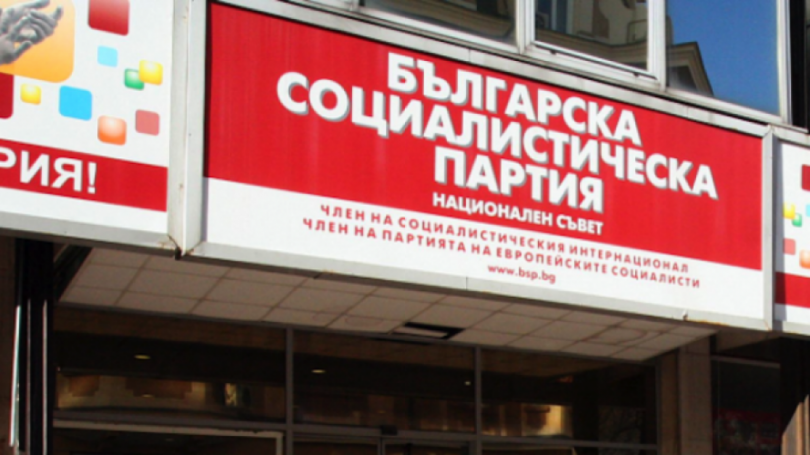 РИЯ!
БЪЛГАРСКА
СОЦИАЛИСТИЧЕСКА
ПАРТИЯ
НАЦИОНАЛЕН СЪВЕТ
ЧЛЕН НА СОЦИАЛИСТИЧЕСКИЯ ИНТЕРНАЦИОНАЛ
ЧЛЕН НА ПАРТИЯТА НА ЕВРОПЕЙСКИТЕ СОЦИАЛИСТИ
www.bsp.bg